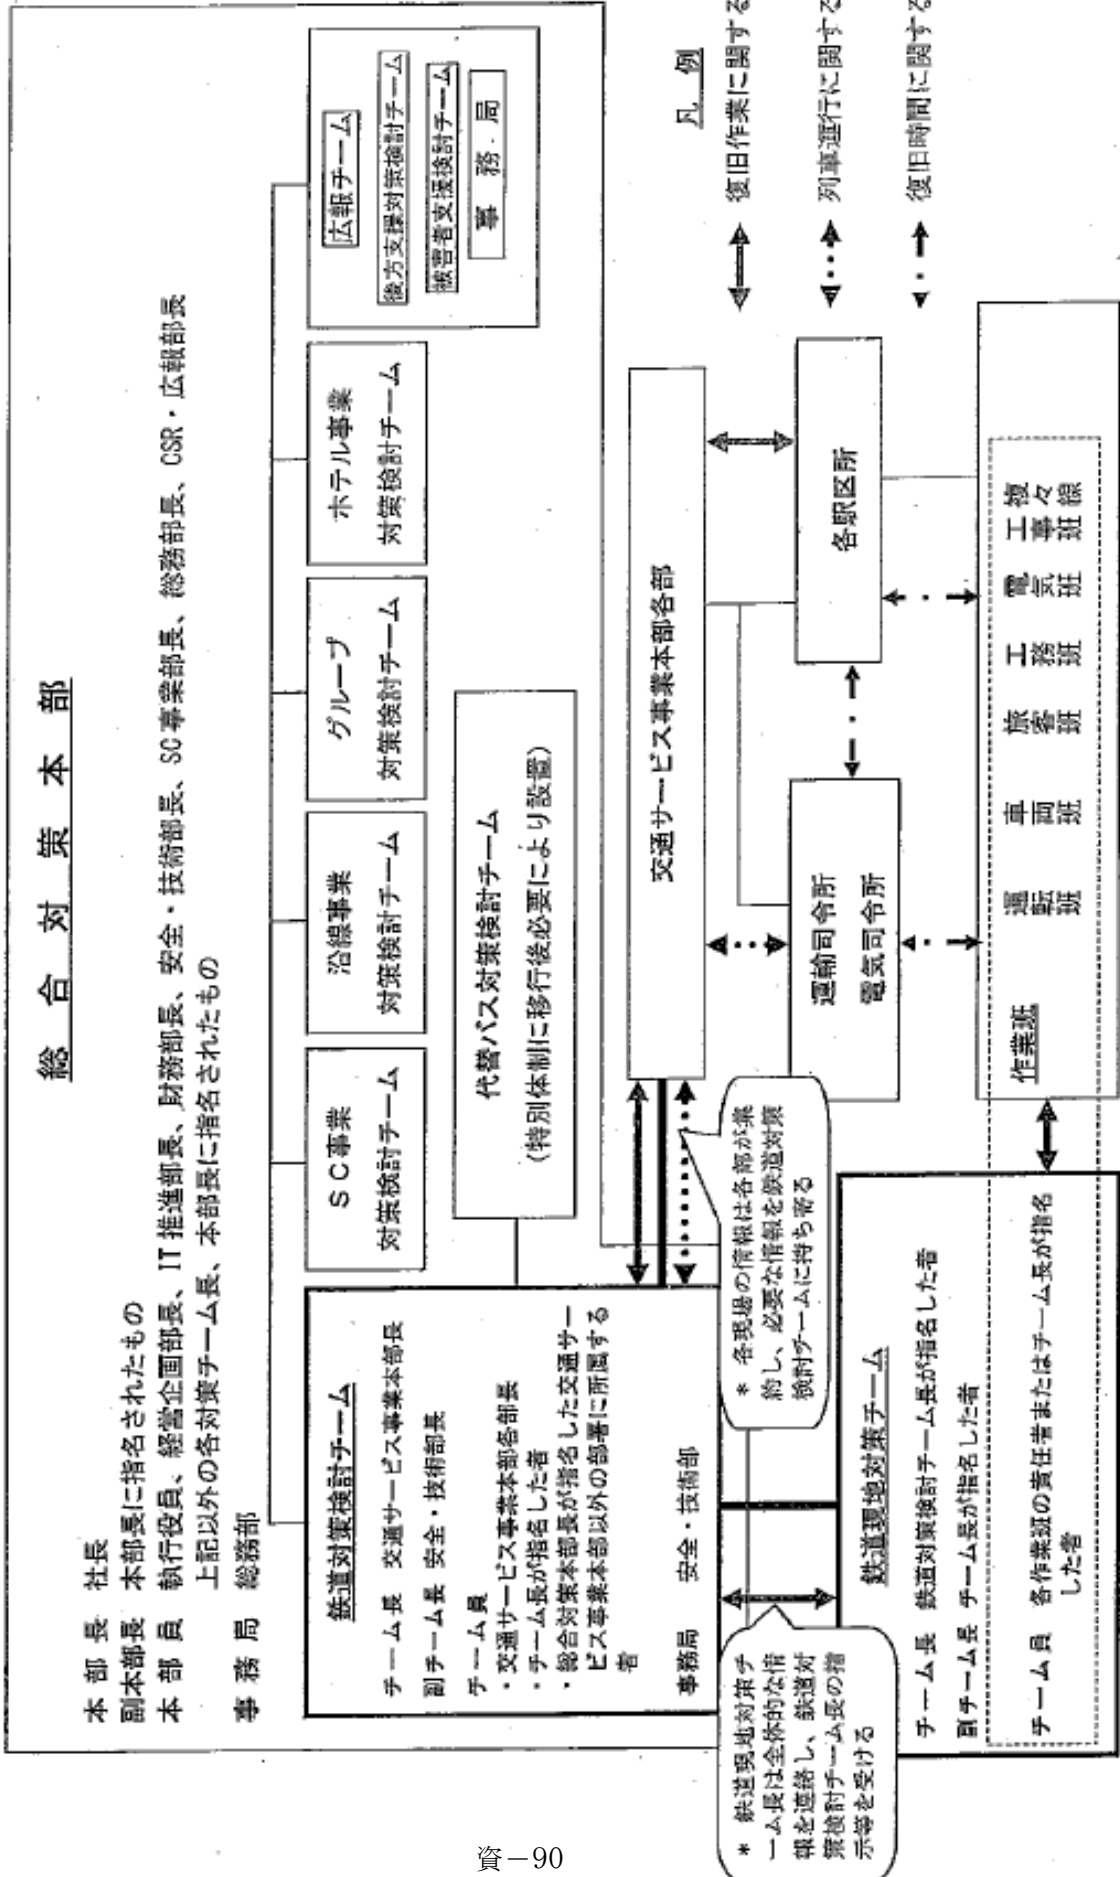 総合対策本部
本部長 社長
副本部長 本部長に指名されたもの
本部員 執行役員、経営企画部長、IT推進部長、財務部長、安全・技術部長、SC事業部長、総務部長、CSR・広報部長
上記以外の各対策チーム長、本部長に指名されたもの
事務局 総務部
鉄道対策検討チーム
チーム長 交通サービス事業本部長
副チーム長 安全・技術部長
チーム員
・交通サービス事業本部各部長
・チーム長が指名した者
・総合対策本部長が指名した交通サー
ビス事業本部以外の部署に所属する
者
事務局 安全・技術部
SC事業
対策検討チーム
沿線事業
対策検討チーム
グループ
対策検討チーム
ホテル事業
対策検討チーム
広報チーム
後方支援対策検討チーム
被害者支援検討チーム
事務局
代替バス対策検討チーム
(特別体制に移行後必要により設置)
交通サービス事業本部各部
* 各現場の情報は各部が集
約し、必要な情報を鉄道対策
検討チームに持ち寄る
運輸司令所
電気司令所
各駅区所
凡例
復旧作業に関する
列車運行に関する
復旧時間に関する
* 鉄道現地対策チ
ーム長は全体的な情
報を連絡し、鉄道対
策検討チーム長の指
示等を受ける
鉄道現地対策チーム
チーム長 鉄道対策検討チーム長が指名した者
副チーム長 チーム長が指名した者
チーム員 各作業班の責任者またはチーム長が指名
した者
作業班
運転班
車両班
旅客班
工務班
電気班
複々線
工事班
資－90